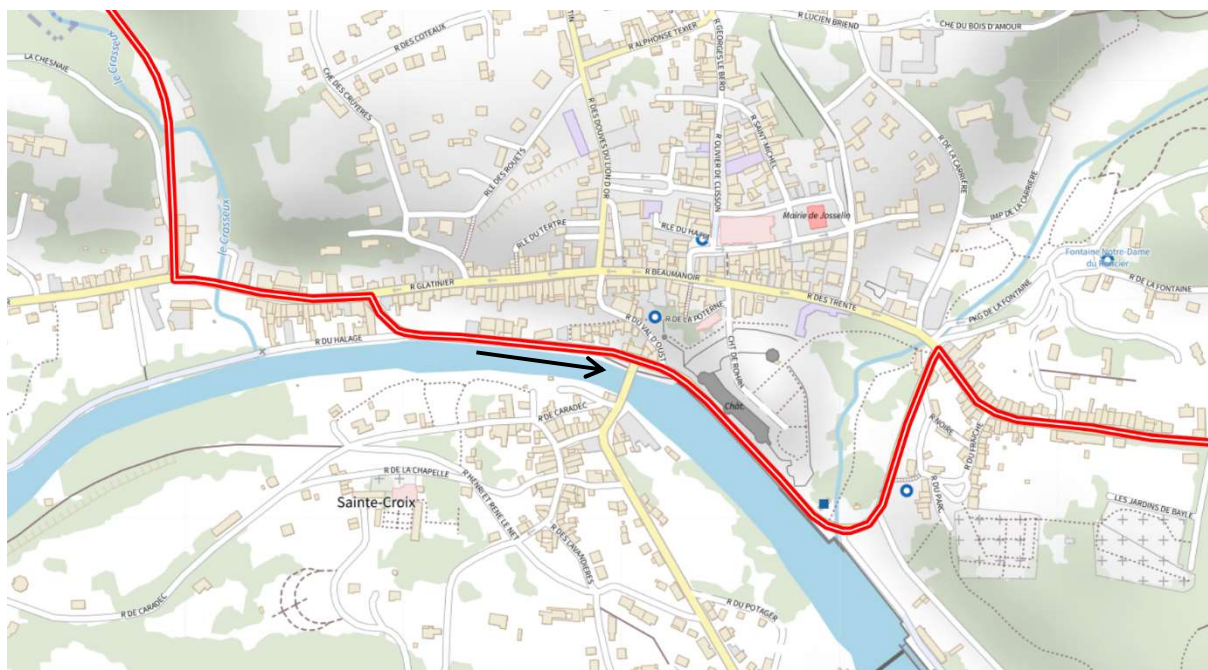 R LUCIEN BRIEND
CHE DU BOIS D'AMOUR
R ALPHONSE TEXIER
R GEORGES LE BERD
R DES COTEAUX
le Crasseux
LA CHESNAIE
CHE DES CRUYERES
R DES DOUVES DU LION D'OR
R SAINT MICHEL
R OLIVIER DE CLISSON
R DE LA CARRIÈRE
RLE DES ROUETS
IMP DE LA CARRIÈRE
Mairie de Josselin
RLE DU TERTRE
le Crasseux
Fontaine Notre-Dame
du Roncier
R BEAUMANOIR
R GLATINIER
R DE LA FONTAINE
R DES TRENTE
PKG DE LA FONTAINE
R DE LA POTERNE
R DU VAL D'OUST
R DU HALAGE
CHT DE ROHAN
Chât.
R DE CARADEC
R NOIRE
R DU FRAICHE
R DE LA CHAPELLE
R HENRI ET RENE LE NET
R DU PARC
Sainte-Croix
LES JARDINS DE BAYLE
R DES LAVANDIERES
R DE CARADEC
R DU POTAGER